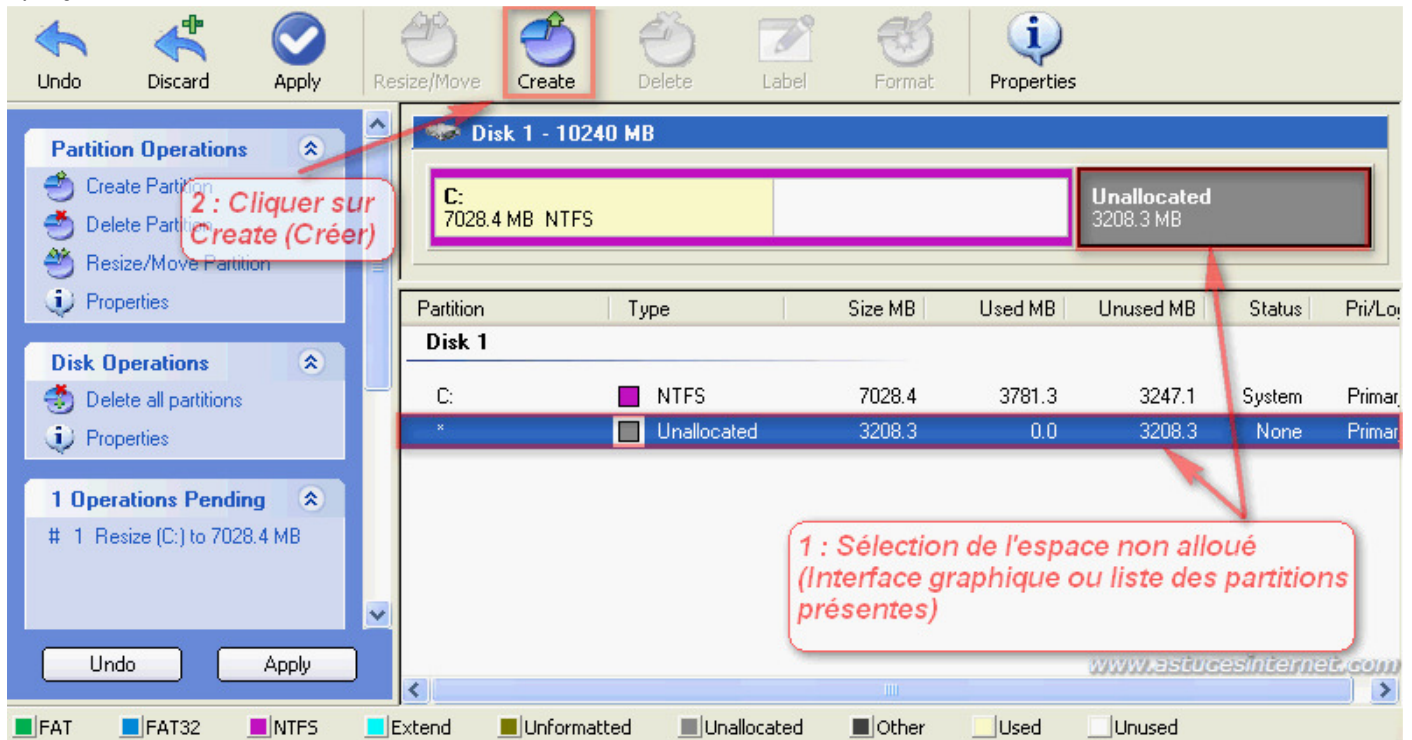 Undo Discard Apply Resize/Move Create Delete Label Format Properties
Partition Operations
Create Partition
Delete Partition
Resize/Move Partition
Properties
Disk Operations
Delete all partitions
Properties
1 Operations Pending
# 1 Resize (C:) to 7028.4 MB
Undo Apply
2 : Cliquer sur
Create (Créer)
Disk 1 - 10240 MB
C:
7028.4 MB NTFS
Unallocated
3208.3 MB
Partition Type Size MB Used MB Unused MB Status Pri/Log
Disk 1
C: NTFS 7028.4 3781.3 3247.1 System Primar
* Unallocated 3208.3 0.0 3208.3 None Primar
1 : Sélection de l'espace non alloué
(Interface graphique ou liste des partitions
présentes)
www.astucesinternet.com
FAT FAT32 NTFS Extend Unformatted Unallocated Other Used Unused